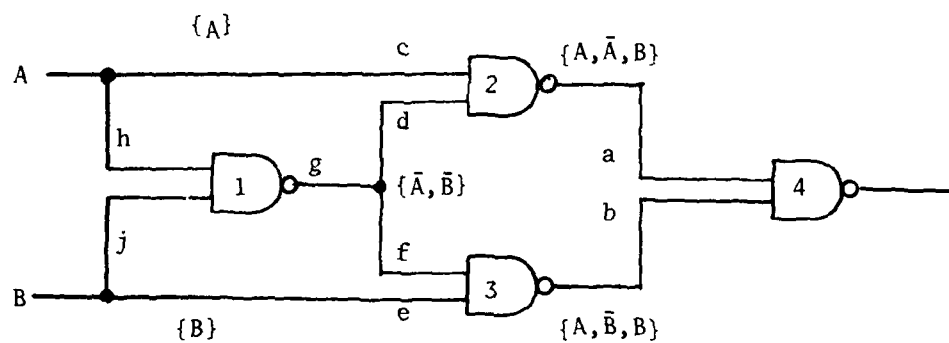 {A}
c
{A, Ā, B}
A
2
d
h
a
g
1
{Ā, B̄}
4
b
j
f
B
3
e
{B}
{A, B̄, B}